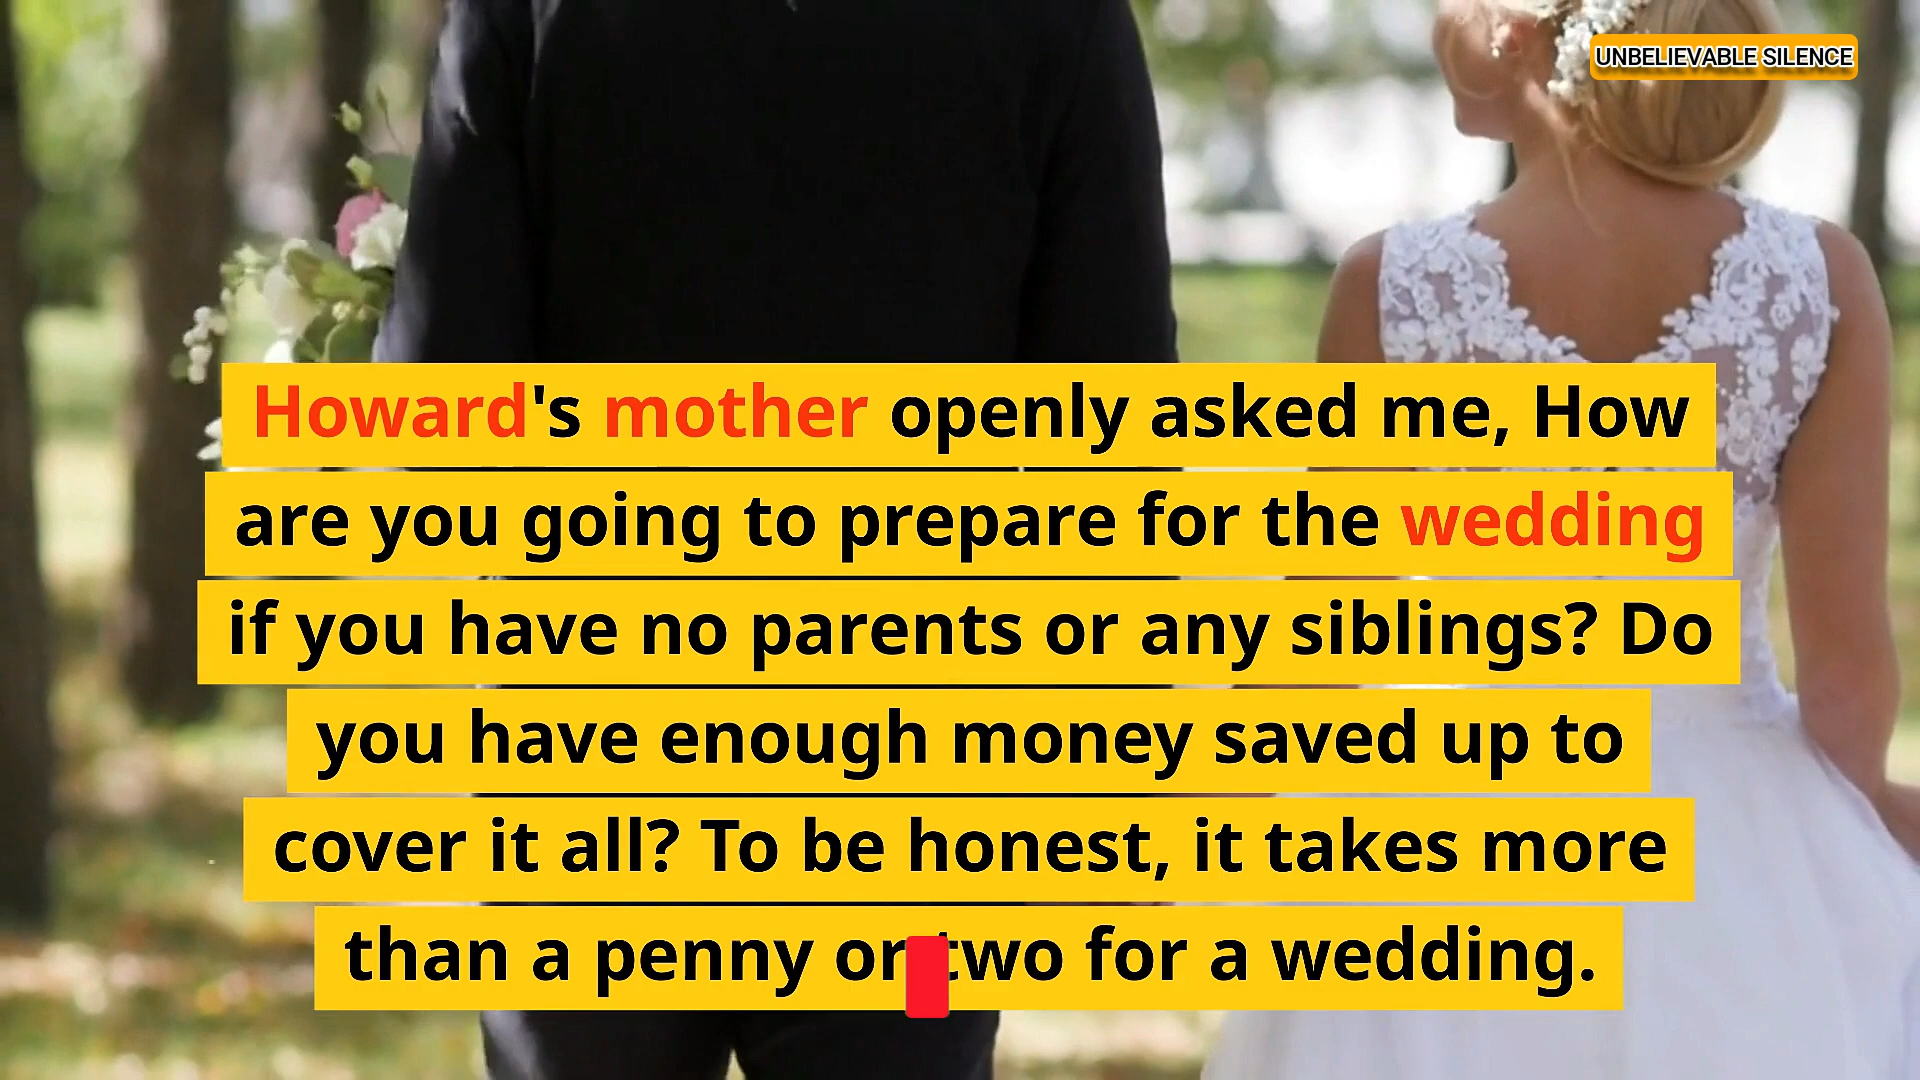 UNBELIEVABLE SILENCE
Howard's mother openly asked me, How
are you going to prepare for the wedding
if you have no parents or any siblings? Do
you have enough money saved up to
cover it all? To be honest, it takes more
than a penny or two for a wedding.